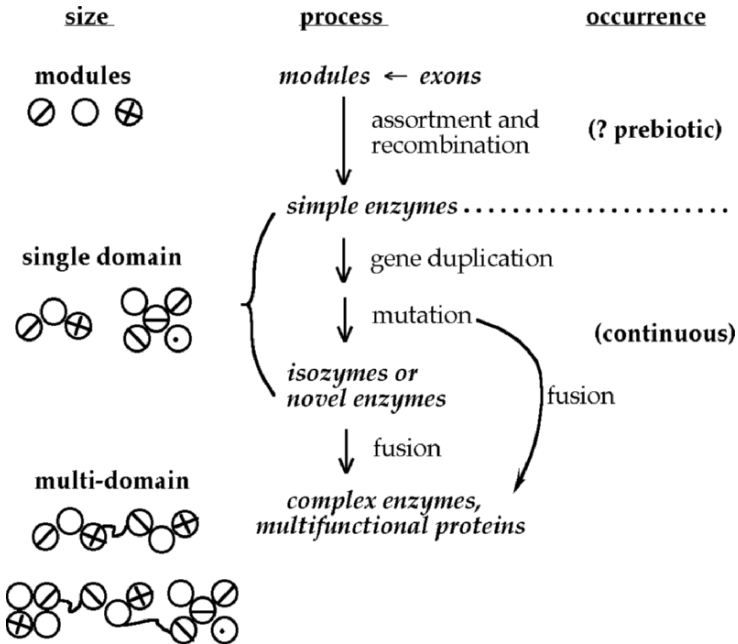 size process occurrence
modules
modules ← exons
assortment and
recombination
(? prebiotic)
simple enzymes ........................
single domain
gene duplication
mutation
(continuous)
isozymes or
novel enzymes
fusion
fusion
multi-domain
complex enzymes,
multifunctional proteins